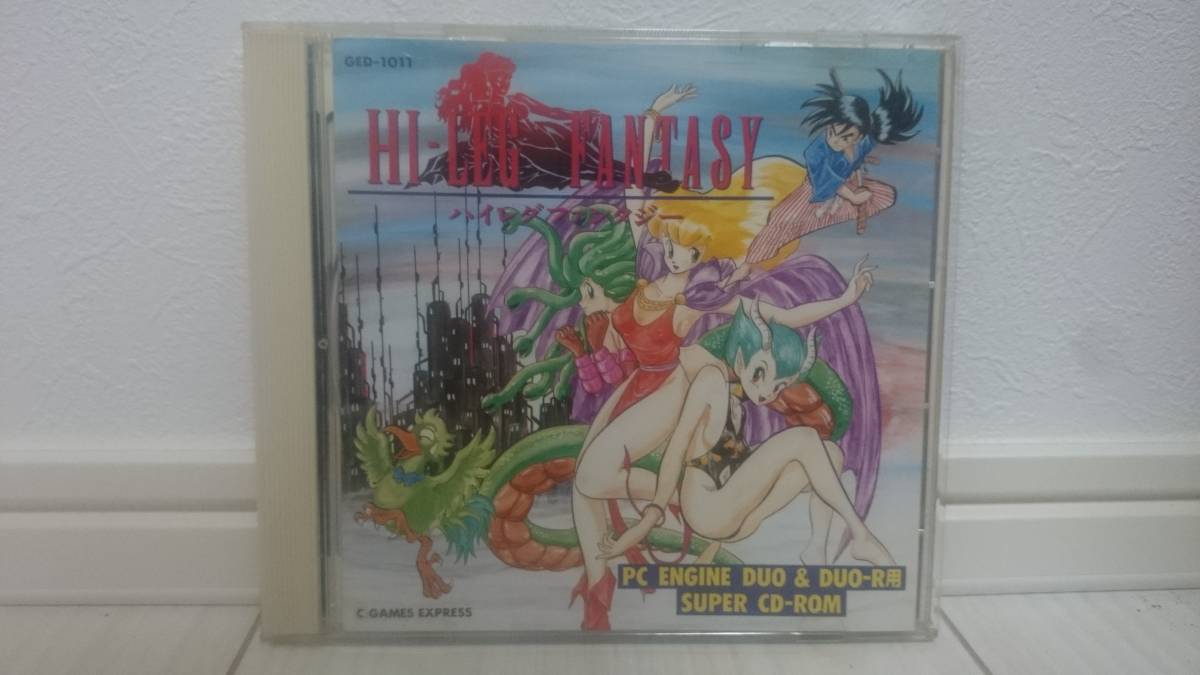 GED-1011
HI-LEG FANTASY
ハイレグファンタジー
PC ENGINE DUO & DUO-R用
SUPER CD-ROM
C-GAMES EXPRESS